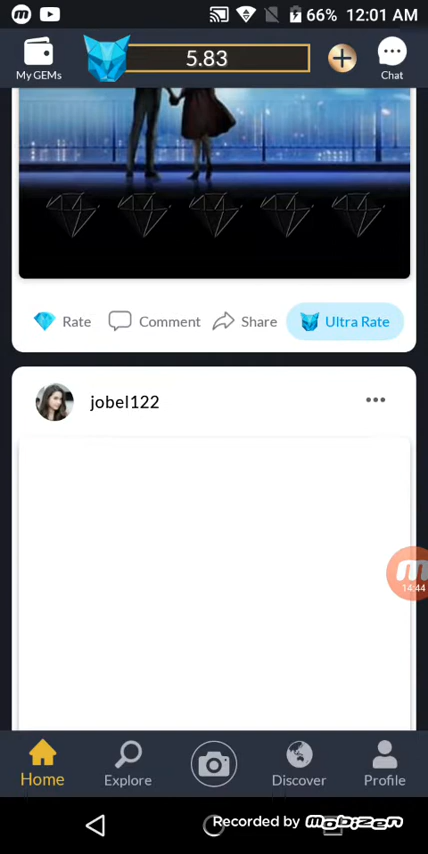 66% 12:01 AM
My GEMs
5.83
Chat
Rate
Comment
Share
Ultra Rate
jobel122
14:44
Home
Explore
Discover
Profile
Recorded by mobizen